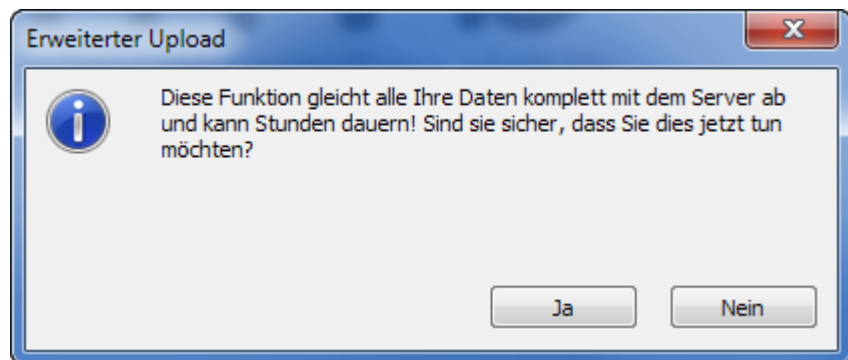 Erweiterter Upload
Diese Funktion gleicht alle Ihre Daten komplett mit dem Server ab
und kann Stunden dauern! Sind sie sicher, dass Sie dies jetzt tun
möchten?
Ja
Nein